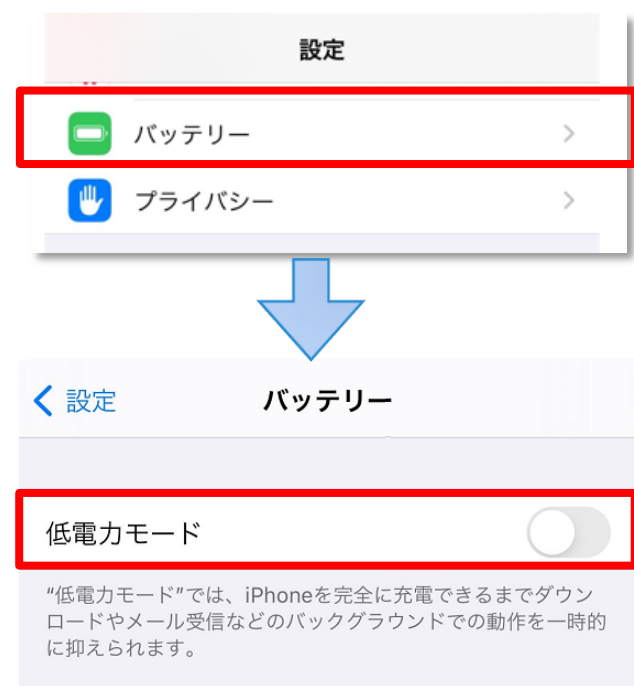 設定
バッテリー
プライバシー
設定
バッテリー
低電力モード
“低電力モード”では、iPhoneを完全に充電できるまでダウン
ロードやメール受信などのバックグラウンドでの動作を一時的
に抑えられます。